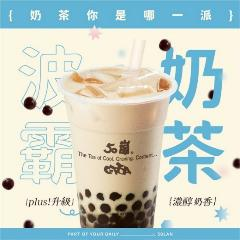 { 奶茶你是哪一派 }
波霸
奶茶
50嵐
The Tea of Cool, Craving, Content...
{plus!升級}
{濃醇奶香}
PART OF YOUR DAILY
50LAN